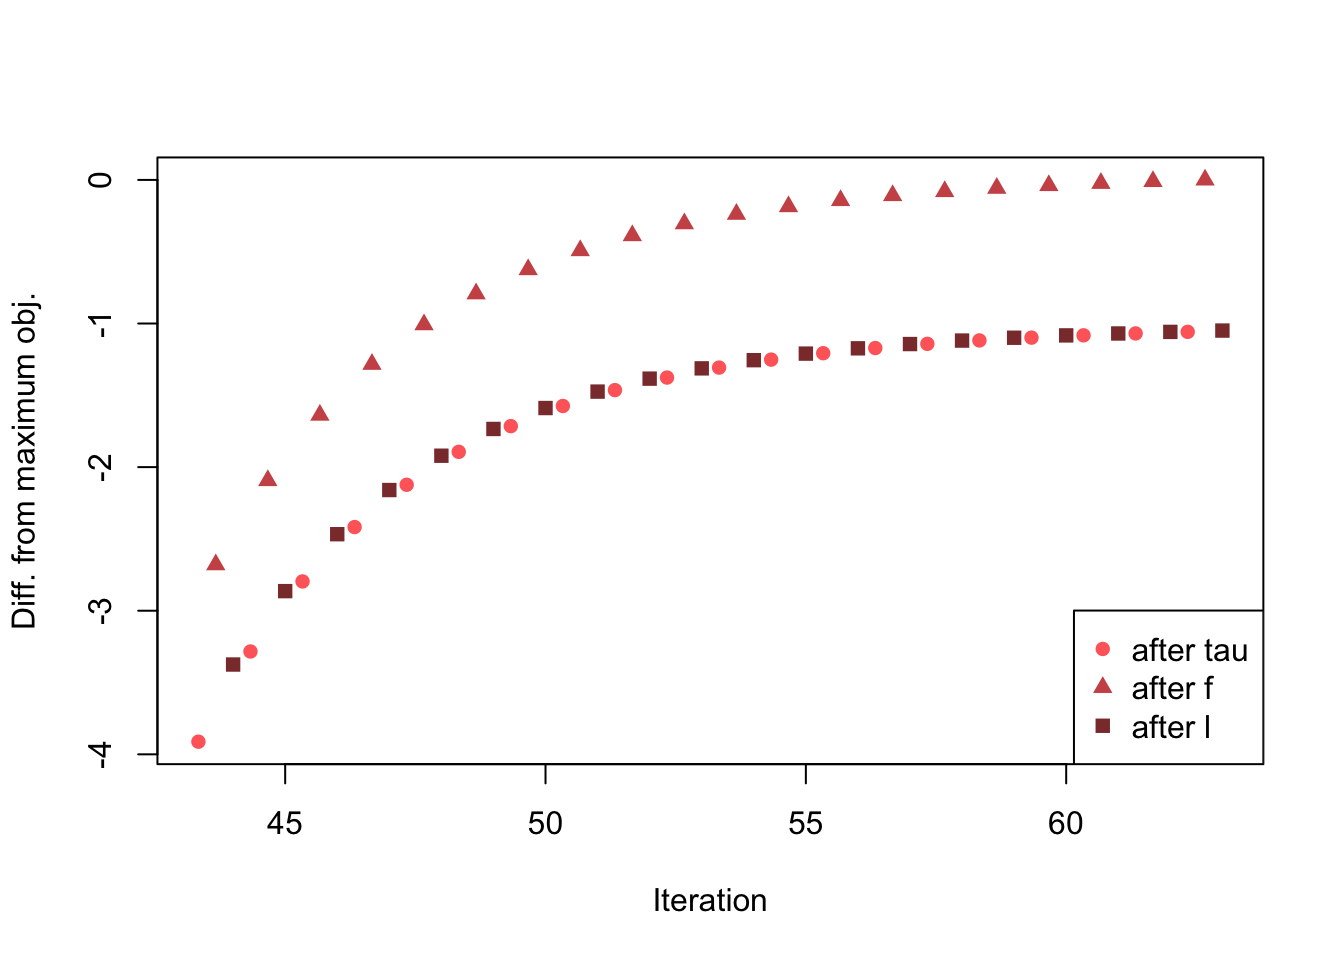 0
-1
-2
-3
-4
Diff. from maximum obj.
45
50
55
60
Iteration
after tau
after f
after l